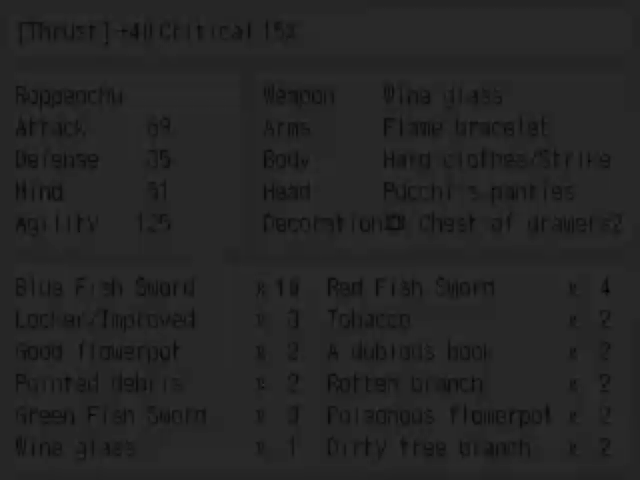 [Thrust] +40 Critical 15%
Weapon Wine glass
Attack 69 Arms Flame bracelet
Defense 35 Body Hard clothes/Strike
Mind 51 Head Pucchi's panties
Agility 125 Decoration Chest of drawers2
Blue Fish Sword x 10 Red Fish Sword x 4
Locker/Improved x 3 Tobacco x 2
Good flowerpot x 2 A dubious book x 2
Pointed debris x 2 Rotten branch x 2
Green Fish Sword x 3 Poisonous flowerpot x 2
Wine glass x 1 Dirty tree branch x 2